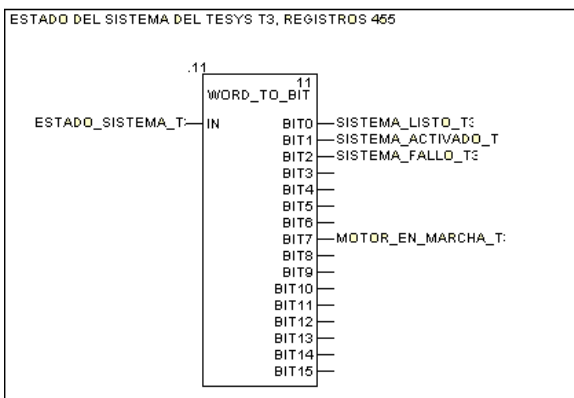 ESTADO DEL SISTEMA DEL TESYS T3, REGISTROS 455
.11
11
WORD_TO_BIT
ESTADO_SISTEMA_T IN BIT0 SISTEMA_LISTO_T3
BIT1 SISTEMA_ACTIVADO_T
BIT2 SISTEMA_FALLO_T3
BIT3
BIT4
BIT5
BIT6
BIT7 MOTOR_EN_MARCHA_T
BIT8
BIT9
BIT10
BIT11
BIT12
BIT13
BIT14
BIT15